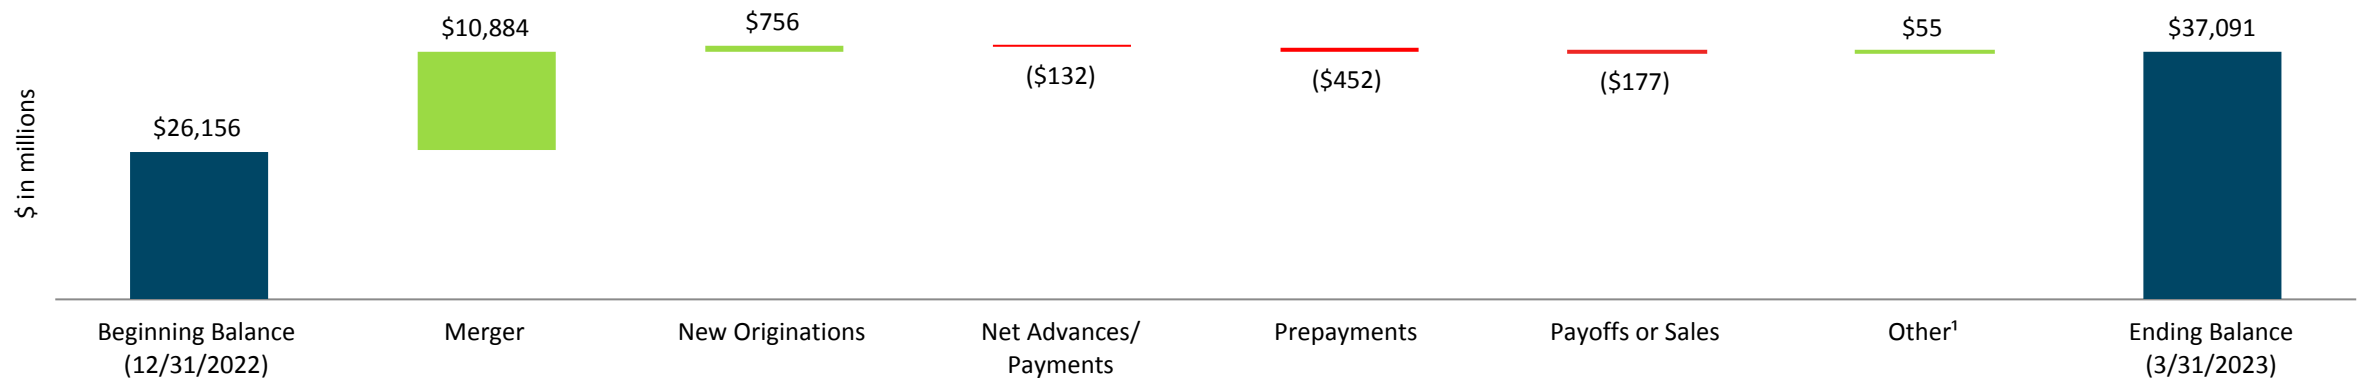 $ in millions
$26,156
$10,884
$756
($132)
($452)
($177)
$55
$37,091
Beginning Balance
(12/31/2022)
Merger
New Originations
Net Advances/
Payments
Prepayments
Payoffs or Sales
Other¹
Ending Balance
(3/31/2023)